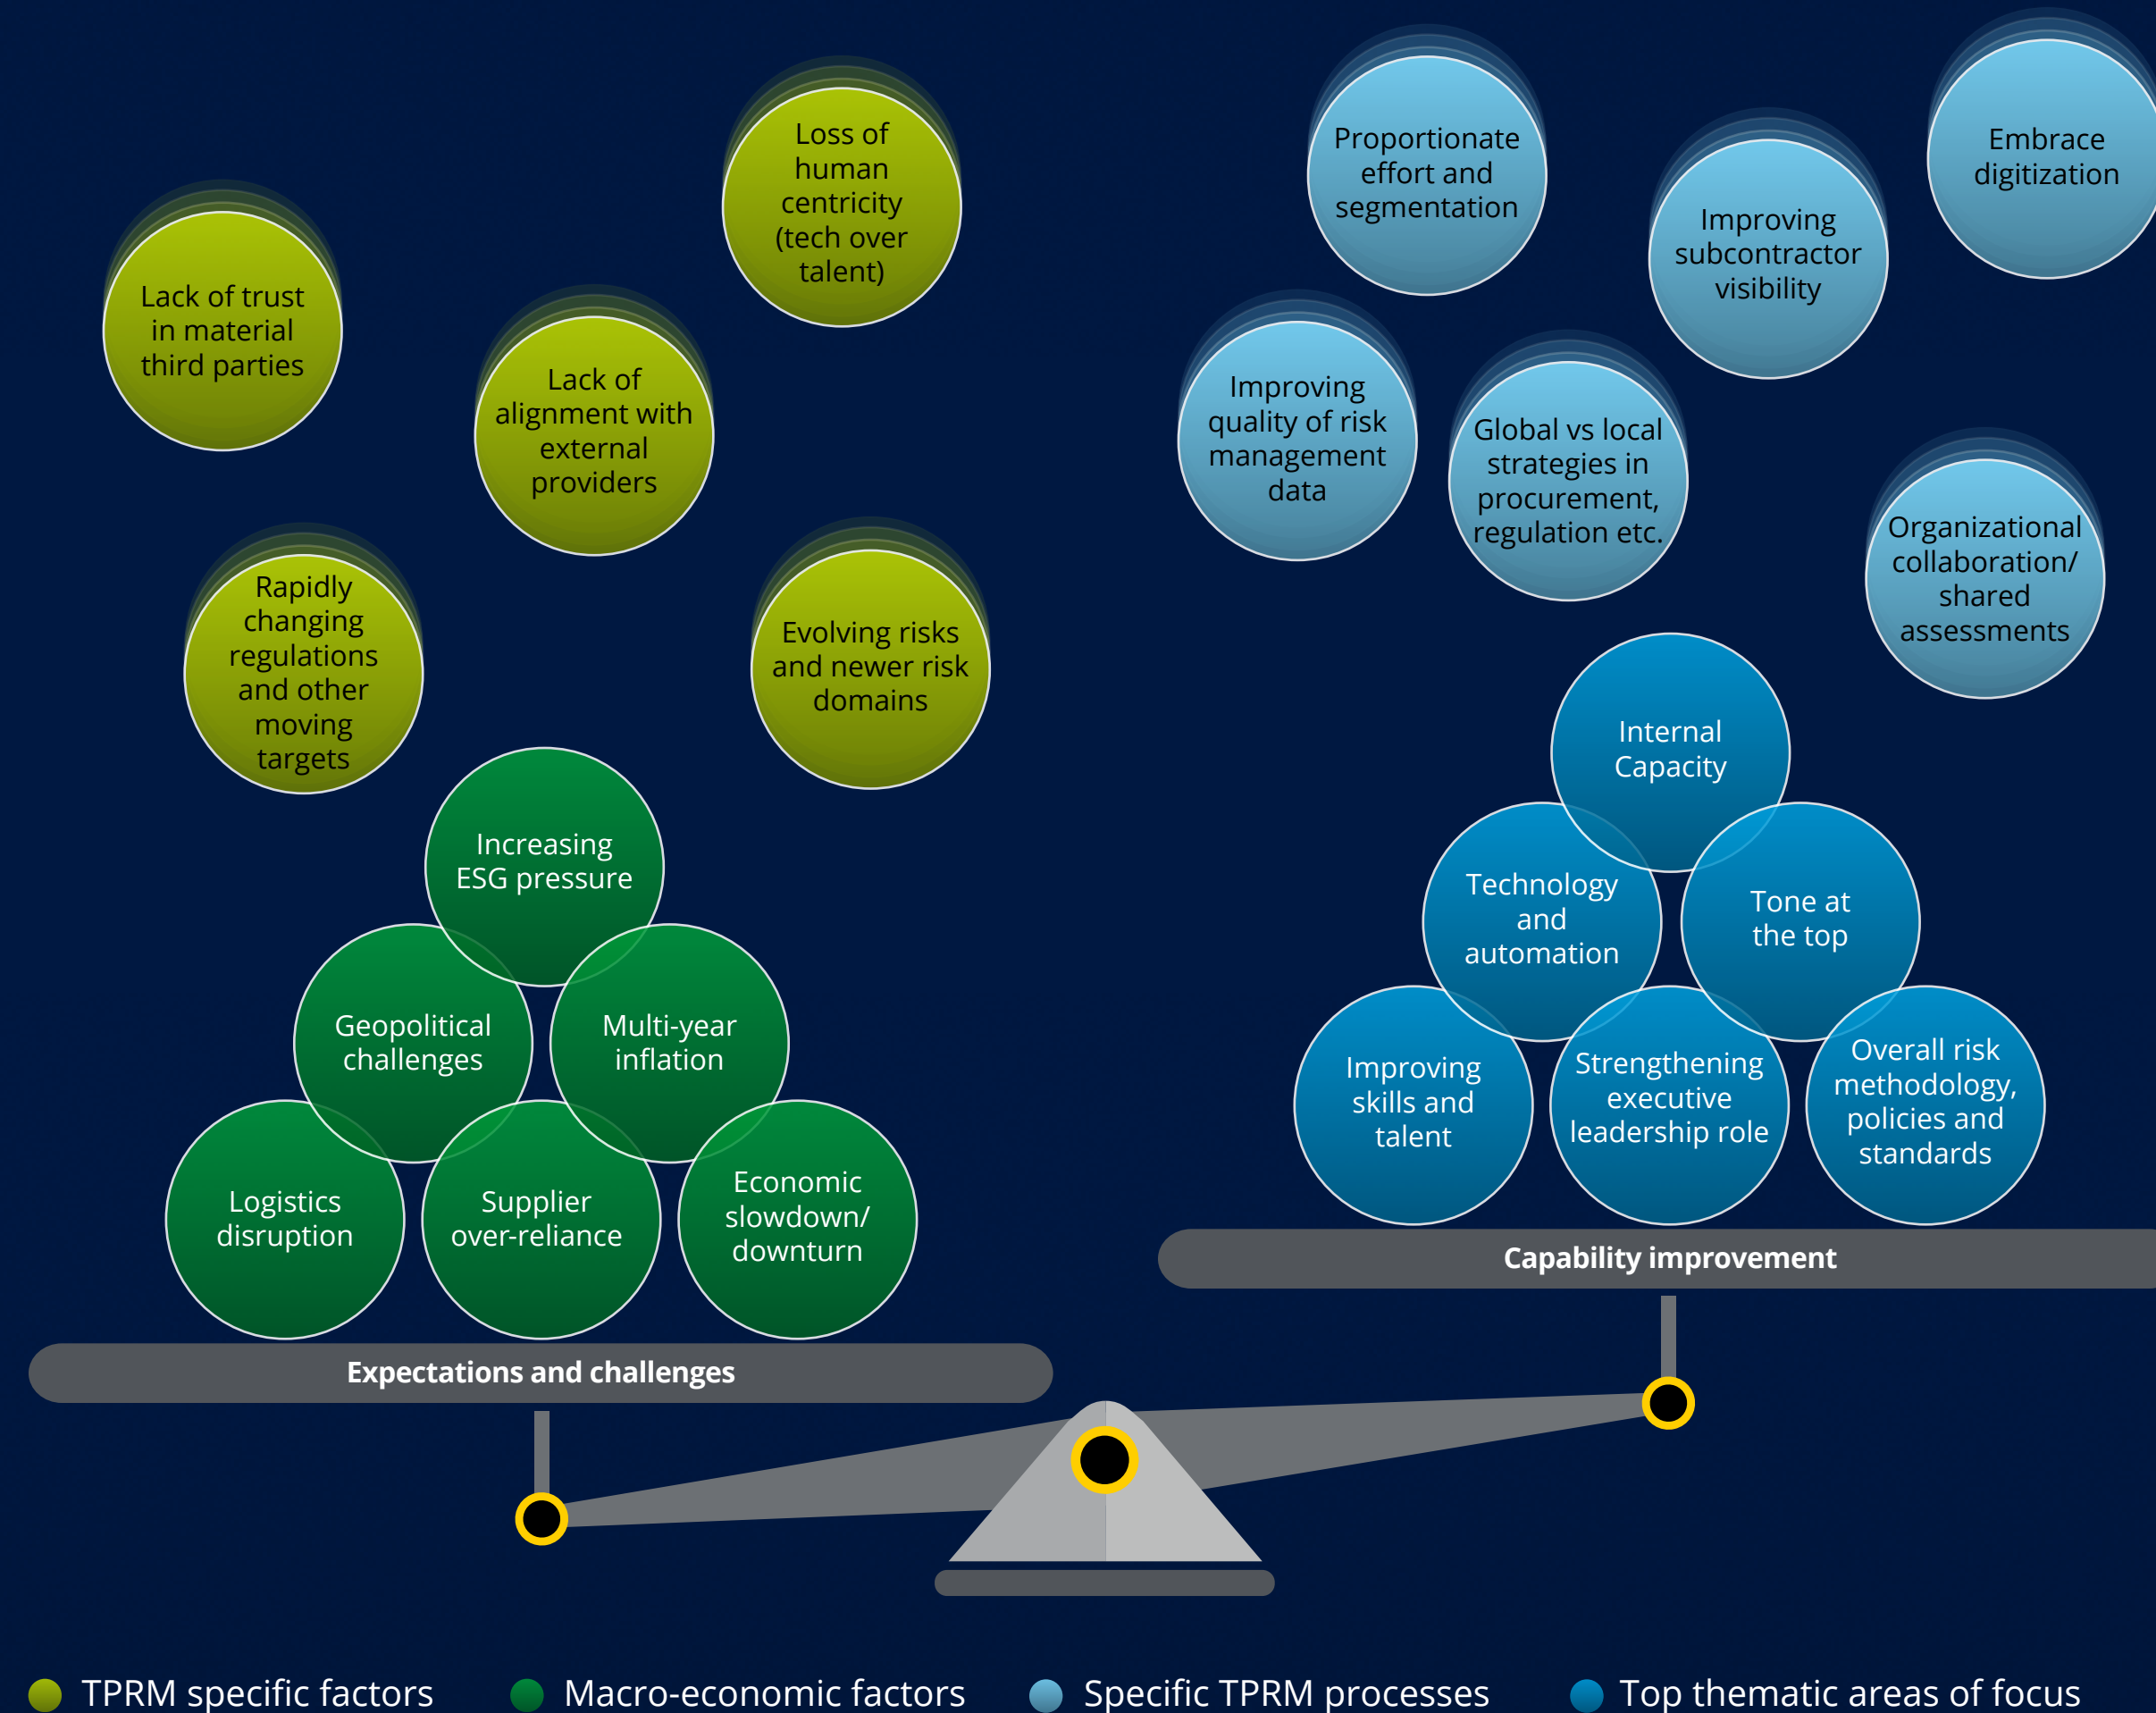 Loss of
human
centricity
(tech over
talent)
Lack of trust
in material
third parties
Lack of
alignment with
external
providers
Rapidly
changing
regulations
and other
moving
targets
Evolving risks
and newer risk
domains
Increasing
ESG pressure
Geopolitical
challenges
Multi-year
inflation
Logistics
disruption
Supplier
over-reliance
Economic
slowdown/
downturn
Expectations and challenges
Proportionate
effort and
segmentation
Improving
subcontractor
visibility
Embrace
digitization
Improving
quality of risk
management
data
Global vs local
strategies in
procurement,
regulation etc.
Organizational
collaboration/
shared
assessments
Internal
Capacity
Technology
and
automation
Tone at
the top
Improving
skills and
talent
Strengthening
executive
leadership role
Overall risk
methodology,
policies and
standards
Capability improvement
TPRM specific factors
Macro-economic factors
Specific TPRM processes
Top thematic areas of focus